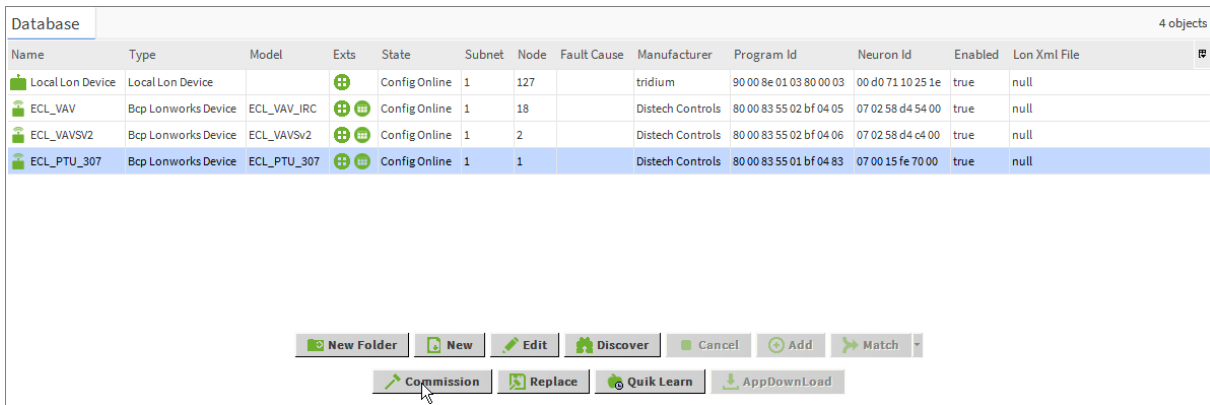 Database 4 objects
Name Type Model Exts State Subnet Node Fault Cause Manufacturer Program Id Neuron Id Enabled Lon Xml File
Local Lon Device Local Lon Device Config Online 1 127 tridium 90 00 8e 01 03 80 00 03 00 d0 71 10 25 1e true null
ECL_VAV Bcp Lonworks Device ECL_VAV_IRC Config Online 1 18 Distech Controls 80 00 83 55 02 bf 04 05 07 02 58 d4 54 00 true null
ECL_VAVSV2 Bcp Lonworks Device ECL_VAVSv2 Config Online 1 2 Distech Controls 80 00 83 55 02 bf 04 06 07 02 58 d4 c4 00 true null
ECL_PTU_307 Bcp Lonworks Device ECL_PTU_307 Config Online 1 1 Distech Controls 80 00 83 55 01 bf 04 83 07 00 15 fe 70 00 true null
New Folder New Edit Discover Cancel Add Match
Commission Replace Quik Learn AppDownLoad